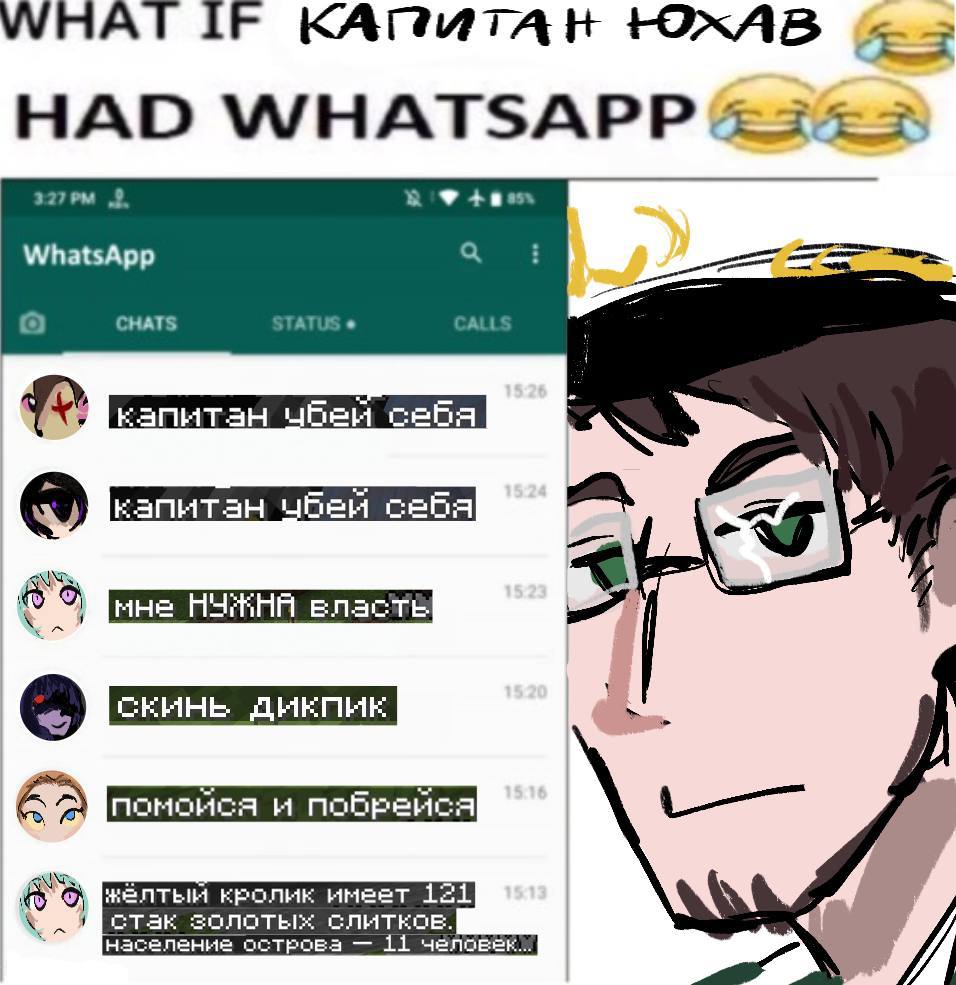 WHAT IF КАПИТАН ЮХАВ
HAD WHATSAPP
3:27 PM
85%
WhatsApp
CHATS STATUS • CALLS
капитан убей себя 15:26
капитан убей себя 15:24
мне НУЖНА власть 15:23
скинь дикпик 15:20
помойся и побрейся 15:16
жёлтый кролик имеет 121 15:13
стак золотых слитков.
население острова — 11 человек...